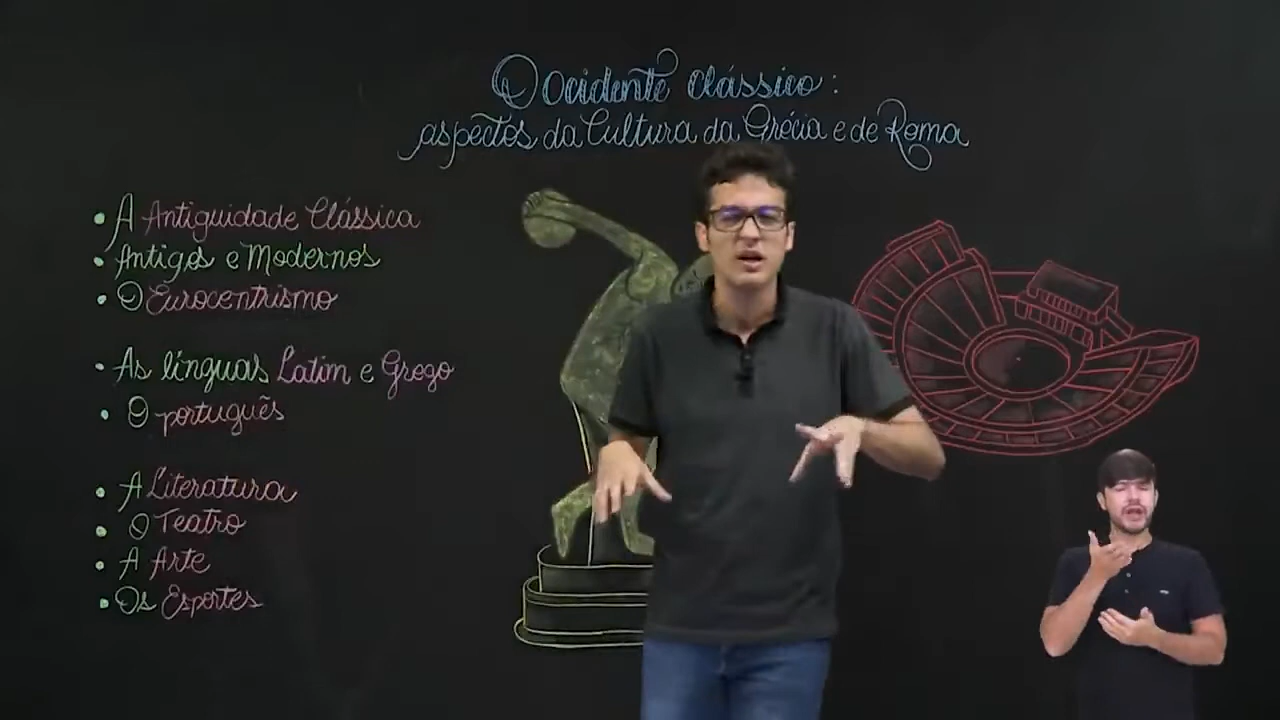 O Ocidente Clássico:
aspectos da Cultura da Grécia e de Roma
• A Antiguidade Clássica
• Antigos e Modernos
• O Eurocentrismo
• As línguas Latim e Grego
• O português
• A Literatura
• O Teatro
• A Arte
• Os Esportes